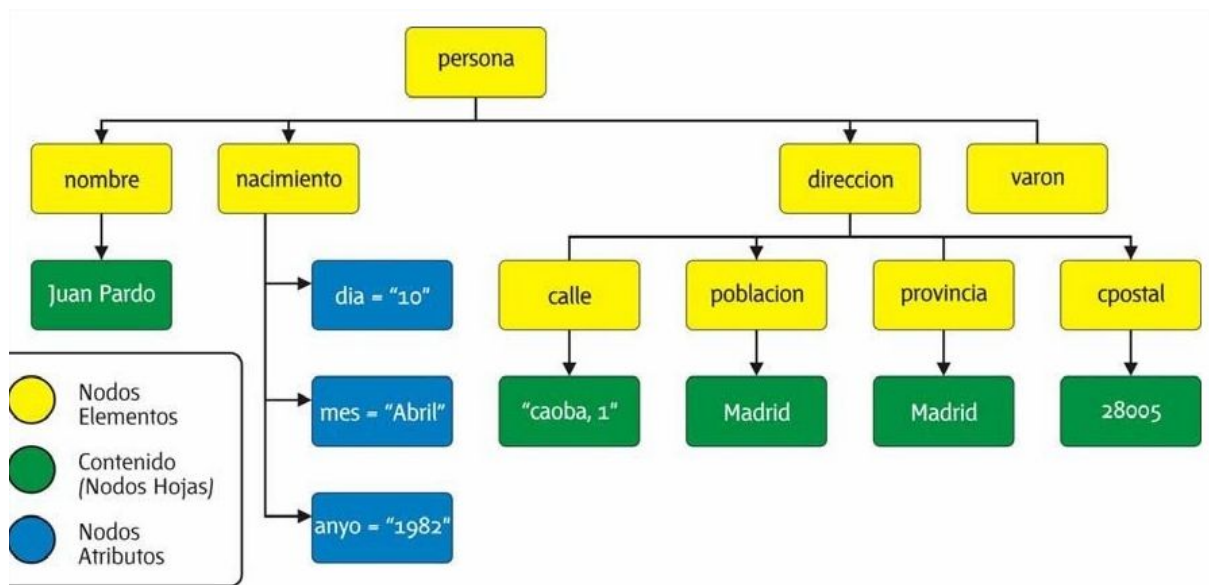 persona
nombre
nacimiento
direccion
varon
Juan Pardo
dia = “10”
calle
poblacion
provincia
cpostal
mes = “Abril”
“caoba, 1”
Madrid
Madrid
28005
anyo = “1982”
Nodos
Elementos
Contenido
(Nodos Hojas)
Nodos
Atributos